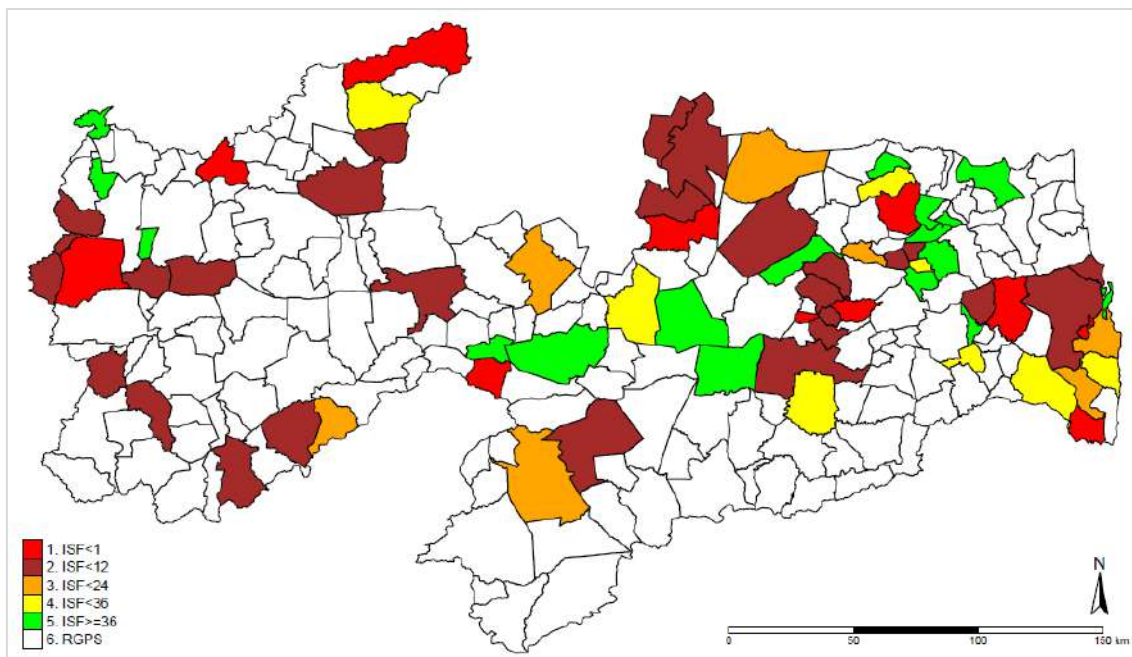 1. ISF<1
2. ISF<12
3. ISF<24
4. ISF<36
5. ISF>=36
6. RGPS
N
0 50 100 150 km